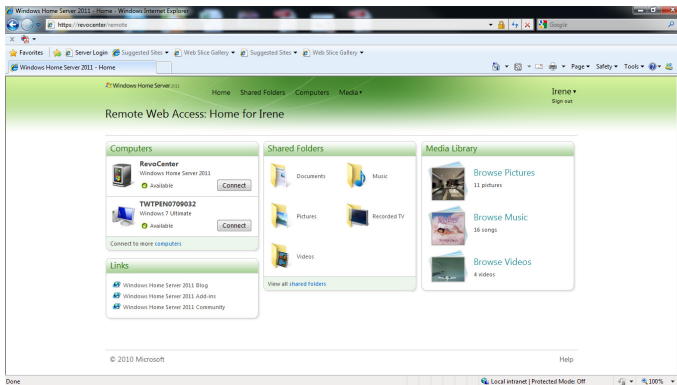 Windows Home Server 2011 - Home - Windows Internet Explorer
https://revocenter/remote
Google
Favorites Server Login Suggested Sites Web Slice Gallery Suggested Sites Web Slice Gallery
Windows Home Server 2011 - Home
Page Safety Tools
Windows Home Server 2011
Home Shared Folders Computers Media
Irene
Sign out
Remote Web Access: Home for Irene
Computers
RevoCenter
Windows Home Server 2011
Available Connect
TWTPEN0709032
Windows 7 Ultimate
Available Connect
Connect to more computers
Links
Windows Home Server 2011 Blog
Windows Home Server 2011 Add-ins
Windows Home Server 2011 Community
Shared Folders
Documents Music
Pictures Recorded TV
Videos
View all shared folders
Media Library
Browse Pictures
11 pictures
Browse Music
16 songs
Browse Videos
4 videos
© 2010 Microsoft Help
Done Local intranet | Protected Mode: Off 100%